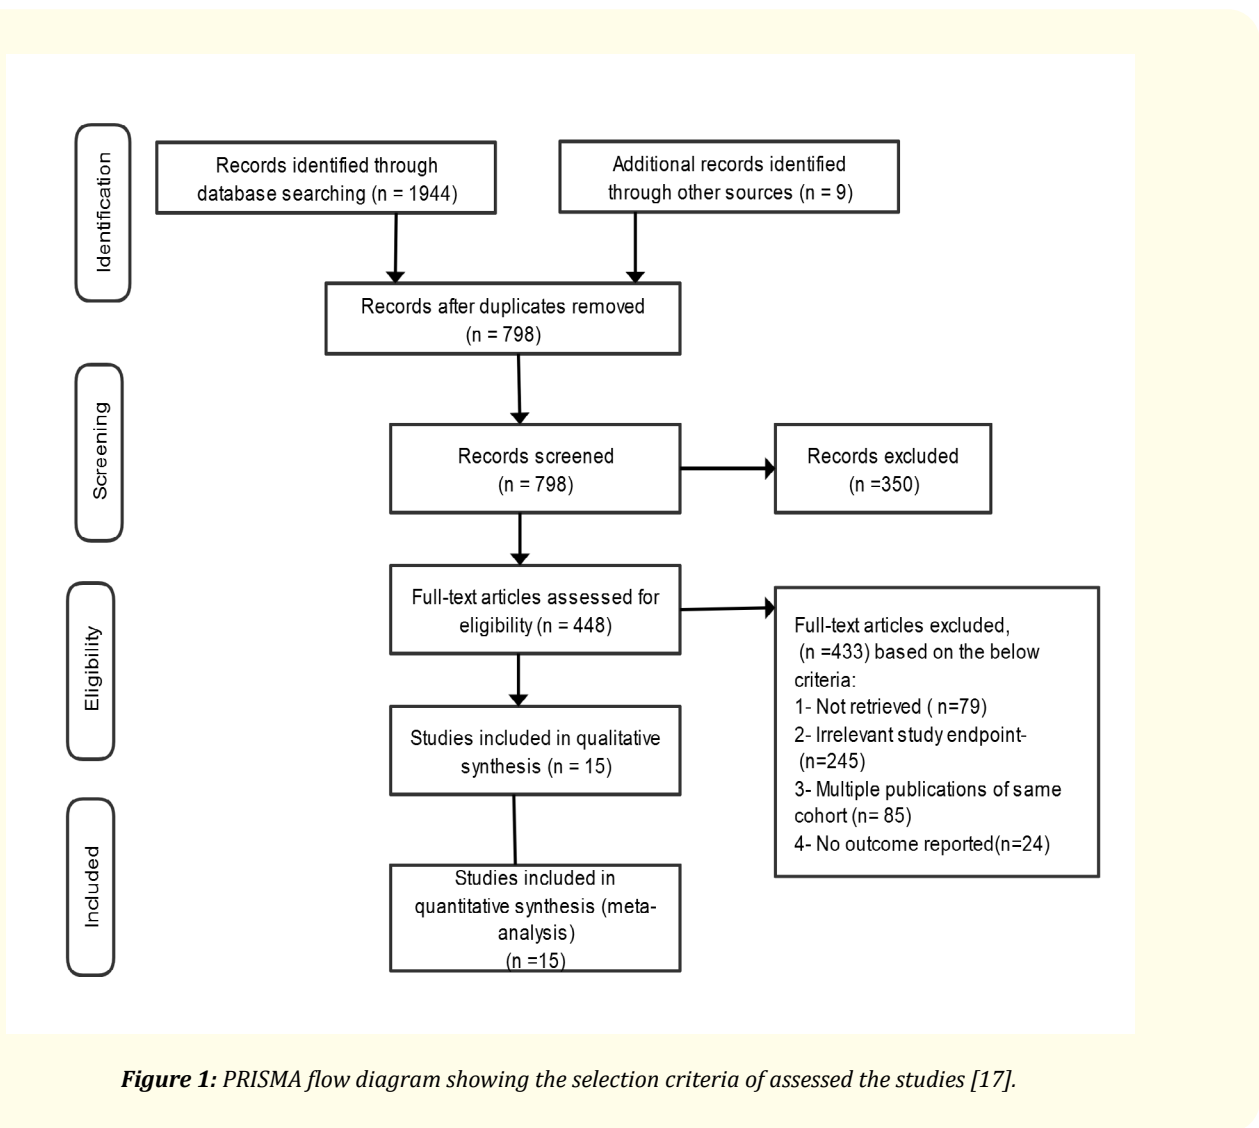 Identification
Records identified through
database searching (n = 1944)
Additional records identified
through other sources (n = 9)
Records after duplicates removed
(n = 798)
Screening
Records screened
(n = 798)
Records excluded
(n =350)
Eligibility
Full-text articles assessed for
eligibility (n = 448)
Full-text articles excluded,
(n =433) based on the below
criteria:
1- Not retrieved ( n=79)
2- Irrelevant study endpoint-
(n=245)
3- Multiple publications of same
cohort (n= 85)
4- No outcome reported(n=24)
Studies included in qualitative
synthesis (n = 15)
Included
Studies included in
quantitative synthesis (meta-
analysis)
(n =15)
Figure 1: PRISMA flow diagram showing the selection criteria of assessed the studies [17].